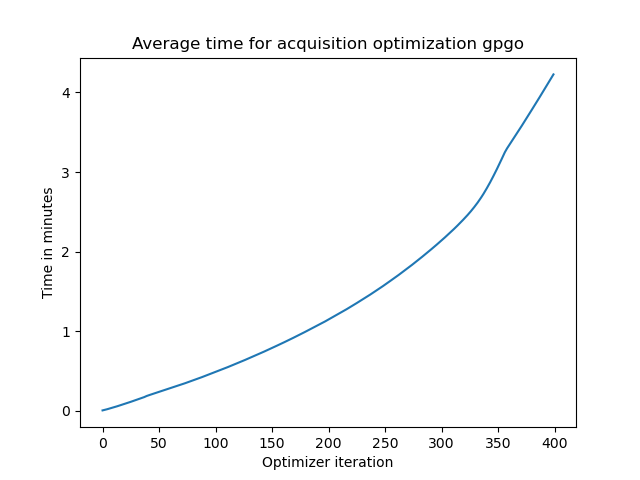 Average time for acquisition optimization gpgo
Time in minutes
4
3
2
1
0
0 50 100 150 200 250 300 350 400
Optimizer iteration